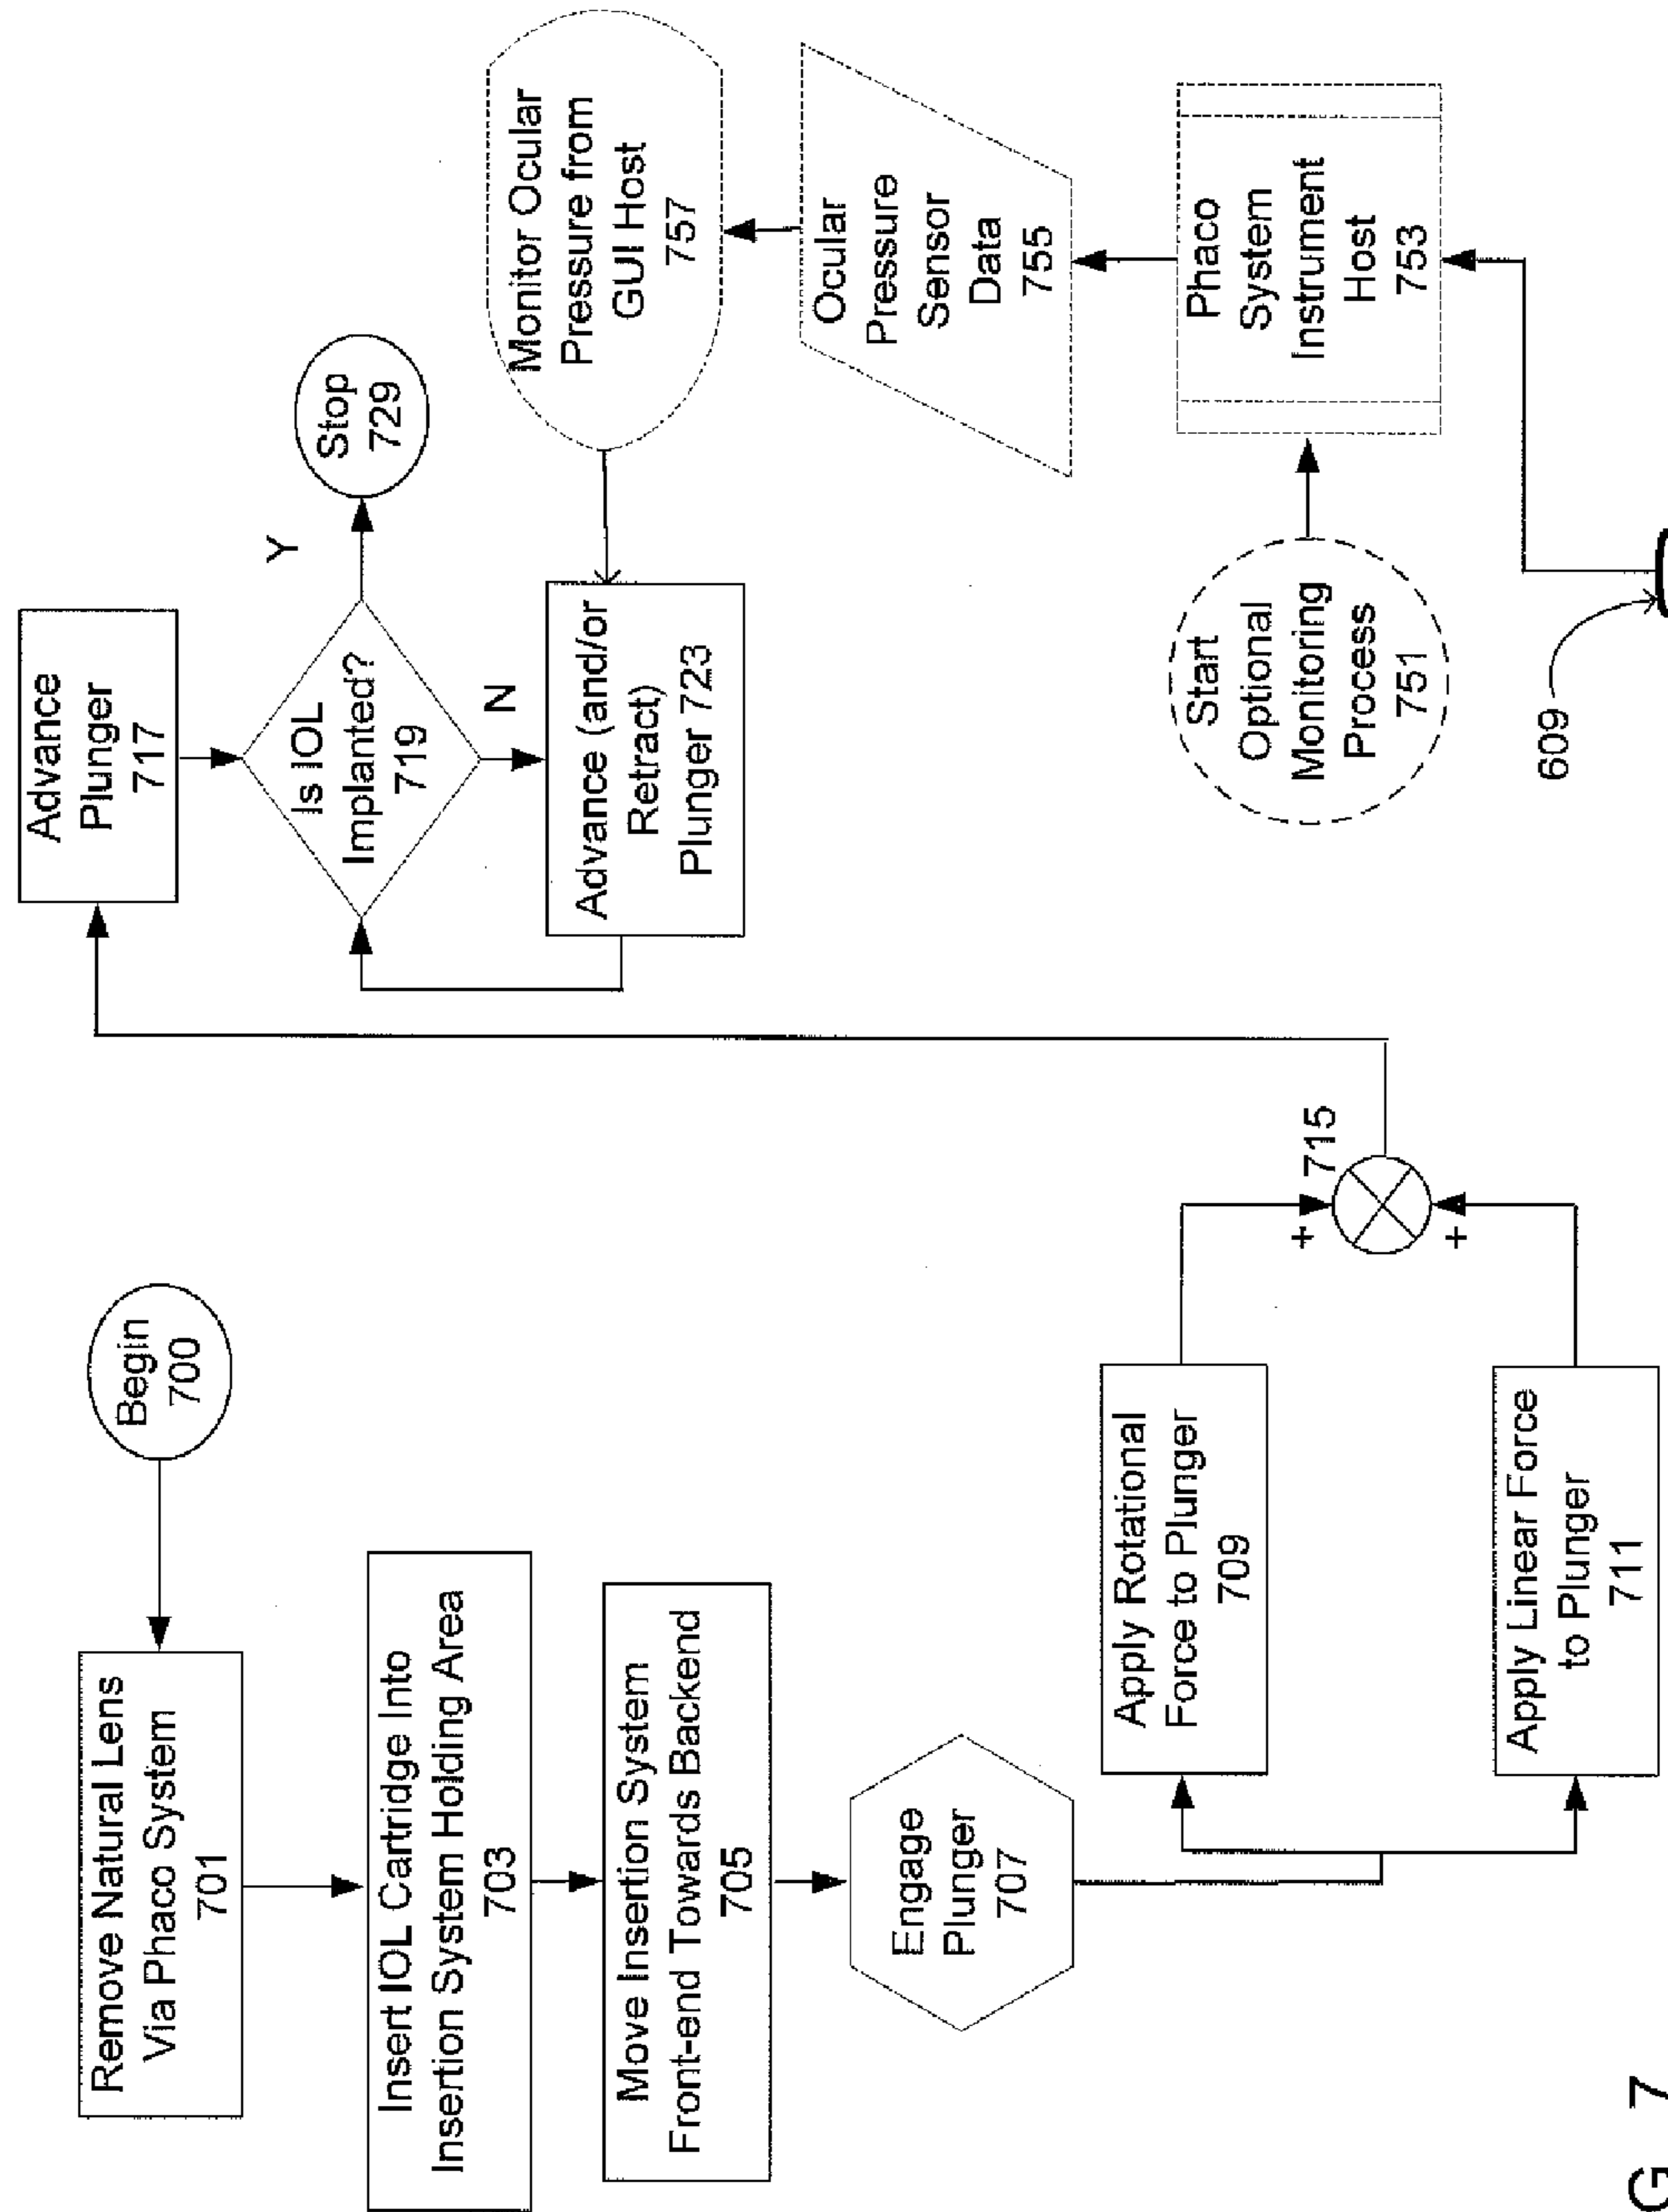 Begin
700
Remove Natural Lens
Via Phaco System
701
Insert IOL Cartridge Into
Insertion System Holding Area
703
Move Insertion System
Front-end Towards Backend
705
Engage
Plunger
707
Apply Rotational
Force to Plunger
709
Apply Linear Force
to Plunger
711
+
715
+
Advance
Plunger
717
Is IOL
Implanted?
719
Y
Stop
729
N
Advance (and/or
Retract)
Plunger 723
Monitor Ocular
Pressure from
GUI Host
757
Ocular
Pressure
Sensor
Data
755
Phaco
System
Instrument
Host
753
Start
Optional
Monitoring
Process
751
609
G 7